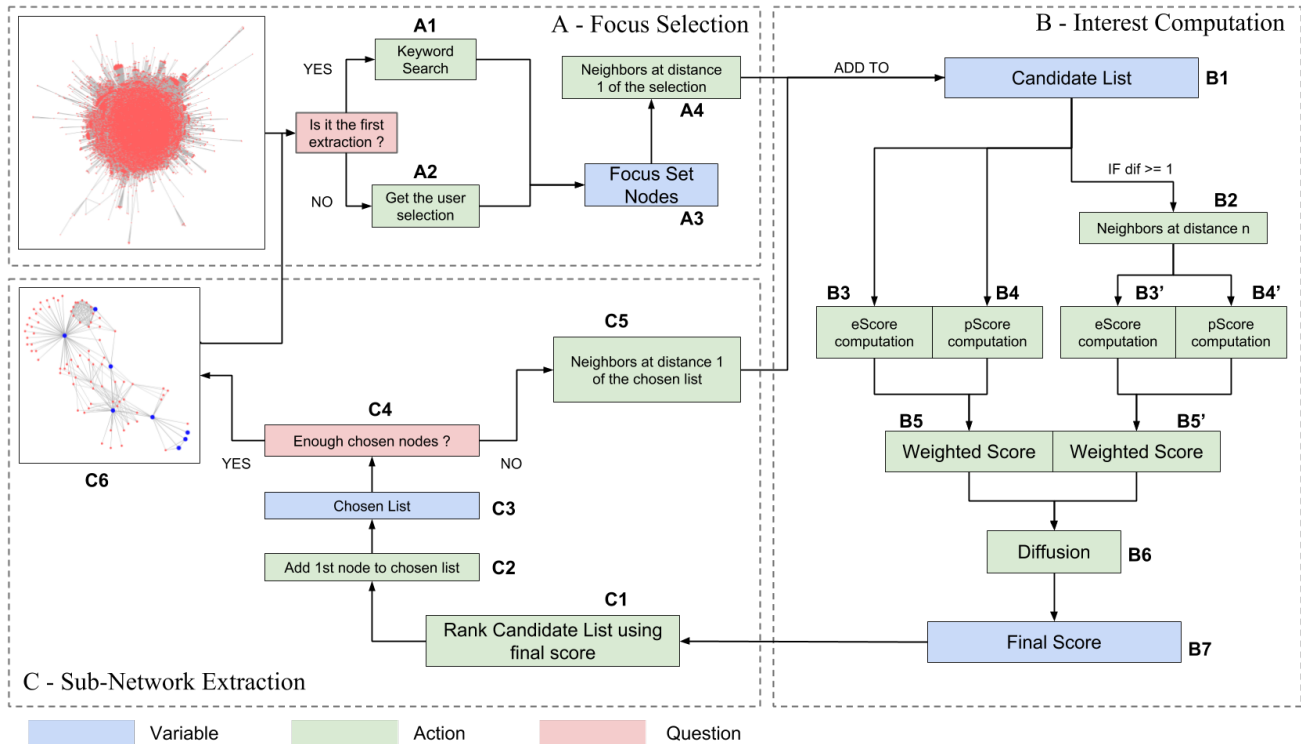 A - Focus Selection
A1
Keyword
Search
YES
Is it the first
extraction ?
NO
A2
Get the user
selection
Neighbors at distance
1 of the selection
A4
Focus Set
Nodes
A3
B - Interest Computation
ADD TO
Candidate List
B1
IF dif >= 1
B2
Neighbors at distance n
B3
B4
B3’
B4’
eScore
computation
pScore
computation
eScore
computation
pScore
computation
B5
B5’
Weighted Score
Weighted Score
Diffusion
B6
Final Score
B7
C5
Neighbors at distance 1
of the chosen list
C4
Enough chosen nodes ?
YES
NO
C6
Chosen List
C3
Add 1st node to chosen list
C2
C1
Rank Candidate List using
final score
C - Sub-Network Extraction
Variable
Action
Question